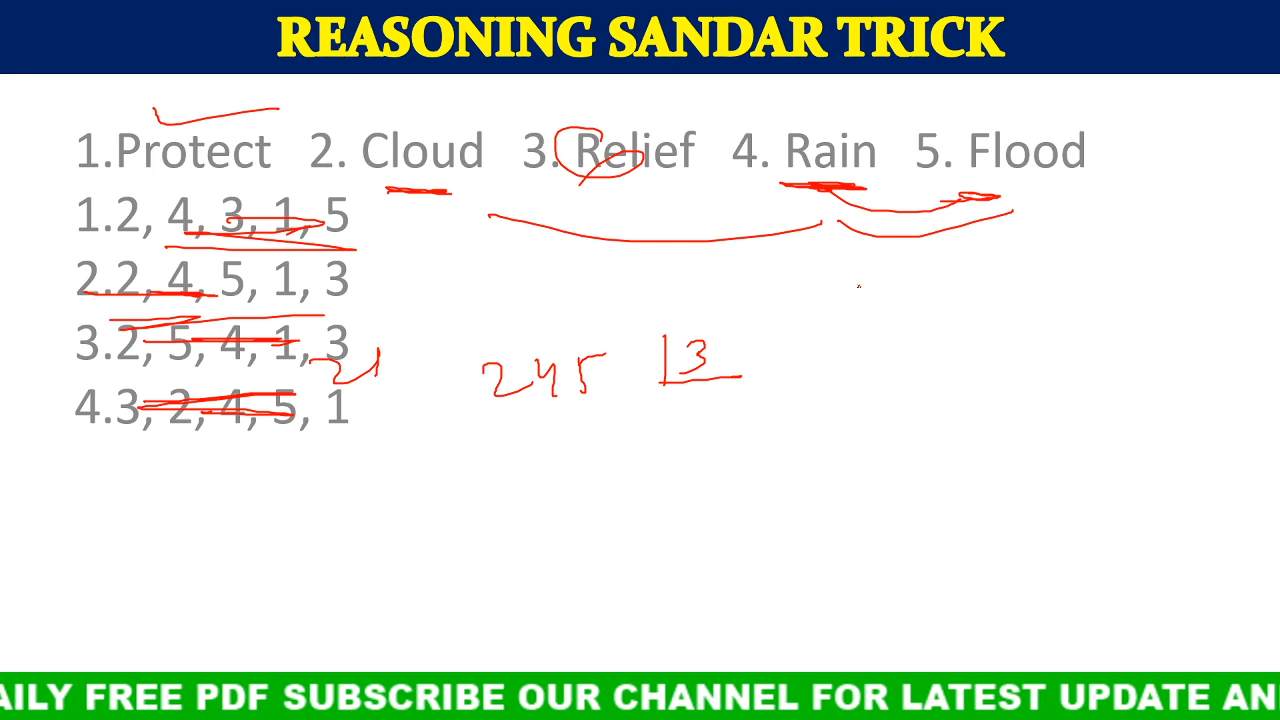 REASONING SANDAR TRICK
1.Protect 2. Cloud 3. Relief 4. Rain 5. Flood
1.2, 4, 3, 1, 5
2.2, 4, 5, 1, 3
3.2, 5, 4, 1, 3
4.3, 2, 4, 5, 1
245 3
AILY FREE PDF SUBSCRIBE OUR CHANNEL FOR LATEST UPDATE AN